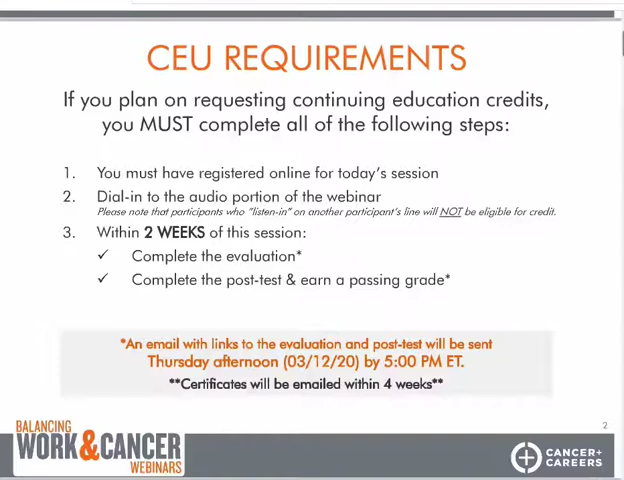 CEU REQUIREMENTS
If you plan on requesting continuing education credits,
you MUST complete all of the following steps:
1. You must have registered online for today's session
2. Dial-in to the audio portion of the webinar
Please note that participants who "listen-in" on another participant's line will NOT be eligible for credit.
3. Within 2 WEEKS of this session:
✓ Complete the evaluation*
✓ Complete the post-test & earn a passing grade*
*An email with links to the evaluation and post-test will be sent
Thursday afternoon (03/12/20) by 5:00 PM ET.
**Certificates will be emailed within 4 weeks**
2
BALANCING
WORK&CANCER
WEBINARS
CANCER+
CAREERS